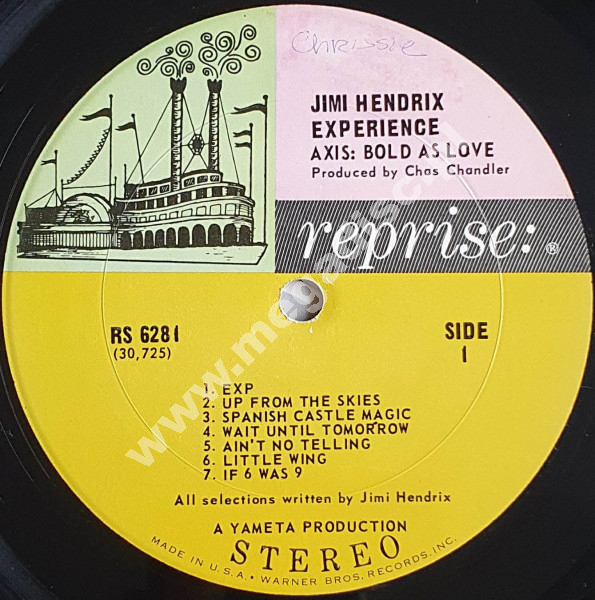 Chrissie
JIMI HENDRIX
EXPERIENCE
AXIS: BOLD AS LOVE
Produced by Chas Chandler
reprise: ®
RS 6281
(30,725)
SIDE
1
1. EXP
2. UP FROM THE SKIES
3. SPANISH CASTLE MAGIC
4. WAIT UNTIL TOMORROW
5. AIN'T NO TELLING
6. LITTLE WING
7. IF 6 WAS 9
All selections written by Jimi Hendrix
A YAMETA PRODUCTION
STEREO
MADE IN U.S.A. • WARNER BROS. RECORDS, INC.